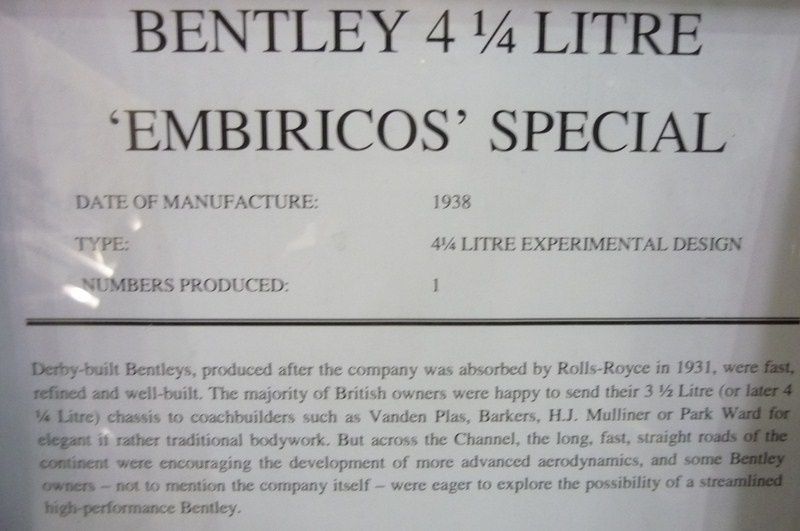 BENTLEY 4 ¼ LITRE
‘EMBIRICOS’ SPECIAL
DATE OF MANUFACTURE: 1938
TYPE: 4¼ LITRE EXPERIMENTAL DESIGN
NUMBERS PRODUCED: 1
Derby-built Bentleys, produced after the company was absorbed by Rolls-Royce in 1931, were fast,
refined and well-built. The majority of British owners were happy to send their 3 ½ Litre (or later 4
¼ Litre) chassis to coachbuilders such as Vanden Plas, Barkers, H.J. Mulliner or Park Ward for
elegant if rather traditional bodywork. But across the Channel, the long, fast, straight roads of the
continent were encouraging the development of more advanced aerodynamics, and some Bentley
owners – not to mention the company itself – were eager to explore the possibility of a streamlined
high-performance Bentley.